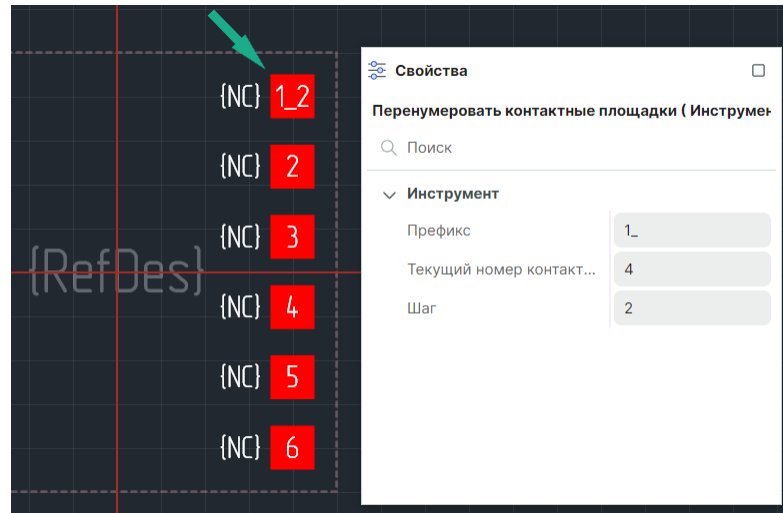 {NC} 1_2
{NC} 2
{NC} 3
{RefDes}
{NC} 4
{NC} 5
{NC} 6
Свойства
Перенумеровать контактные площадки ( Инструмен
Поиск
Инструмент
Префикс 1_
Текущий номер контакт... 4
Шаг 2